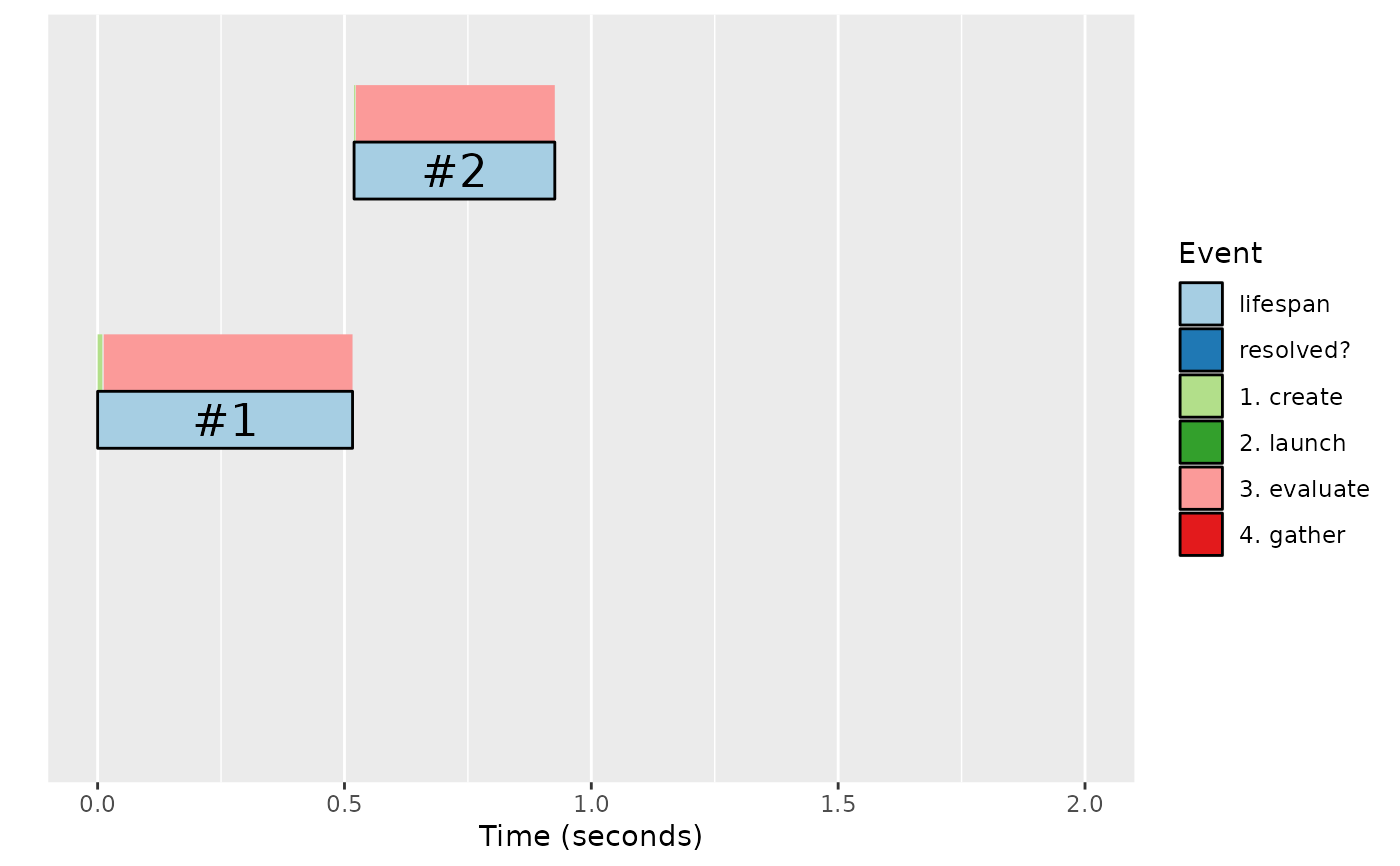 #2
#1
0.0
0.5
1.0
1.5
2.0
Time (seconds)
Event
lifespan
resolved?
1. create
2. launch
3. evaluate
4. gather